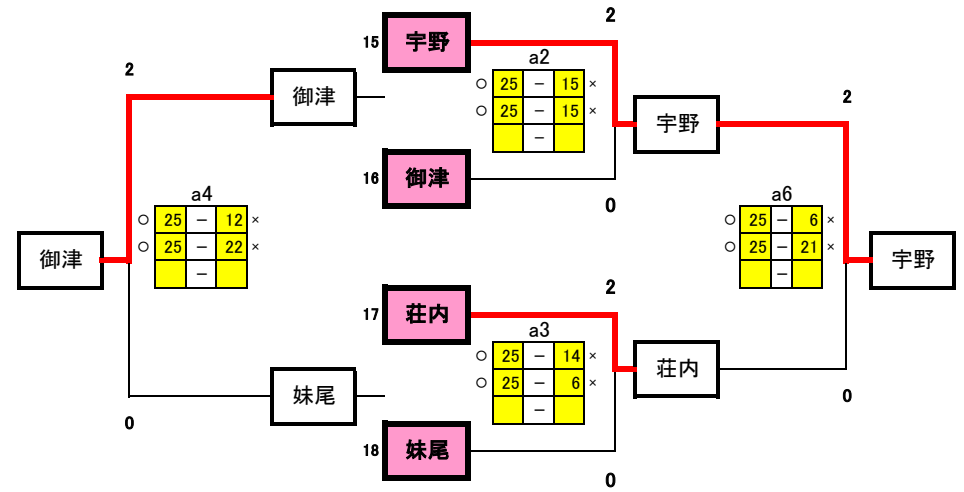 2
15 宇野
a2
2
御津
○ 25 － 15 ×
2
○ 25 － 15 ×
宇野
－
16 御津
0
a4
a6
○ 25 － 12 ×
○ 25 － 6 ×
○ 25 － 22 ×
○ 25 － 21 ×
御津
－
－
宇野
2
17 荘内
a3
○ 25 － 14 ×
荘内
○ 25 － 6 ×
妹尾
－
0
0
18 妹尾
0